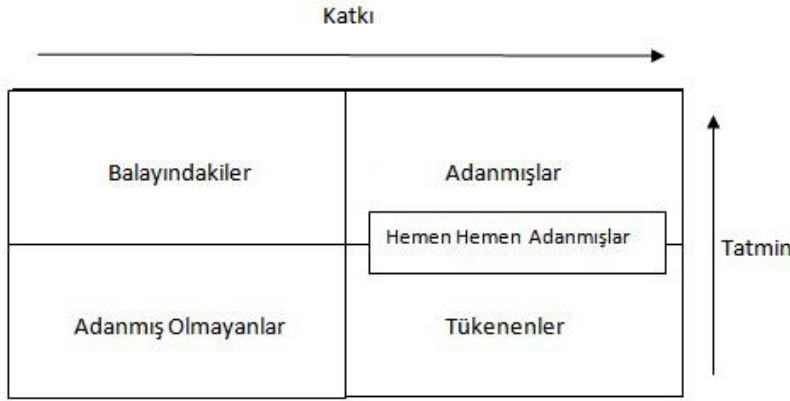 Katkı
Balayındakiler
Adanmışlar
Hemen Hemen Adanmışlar
Tatmin
Adanmış Olmayanlar
Tükenenler